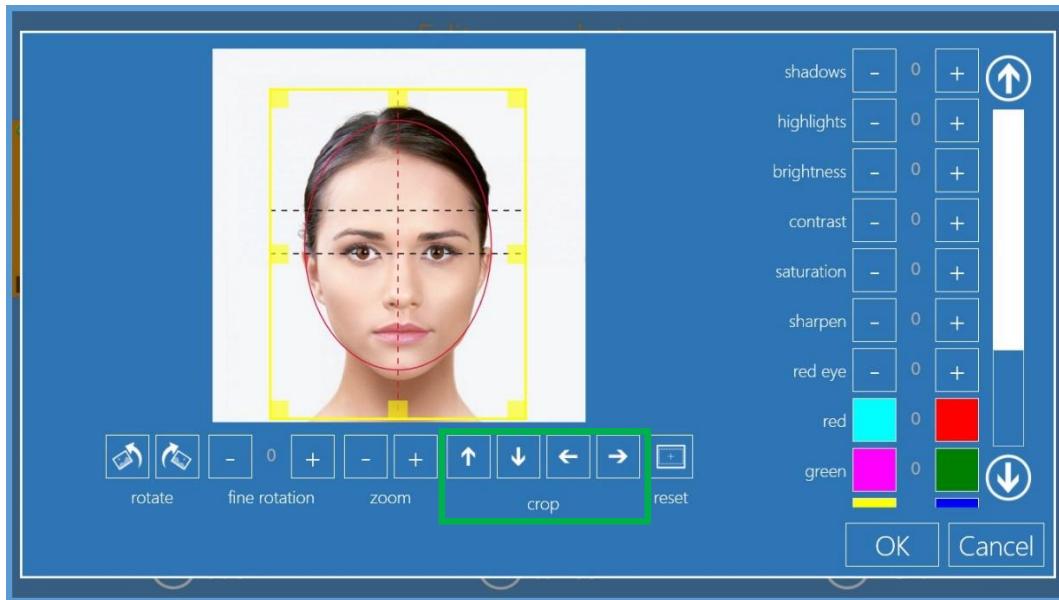 shadows - 0 +
highlights - 0 +
brightness - 0 +
contrast - 0 +
saturation - 0 +
sharpen - 0 +
red eye - 0 +
red 0
green 0
- 0 + - +
rotate fine rotation zoom crop reset
OK Cancel